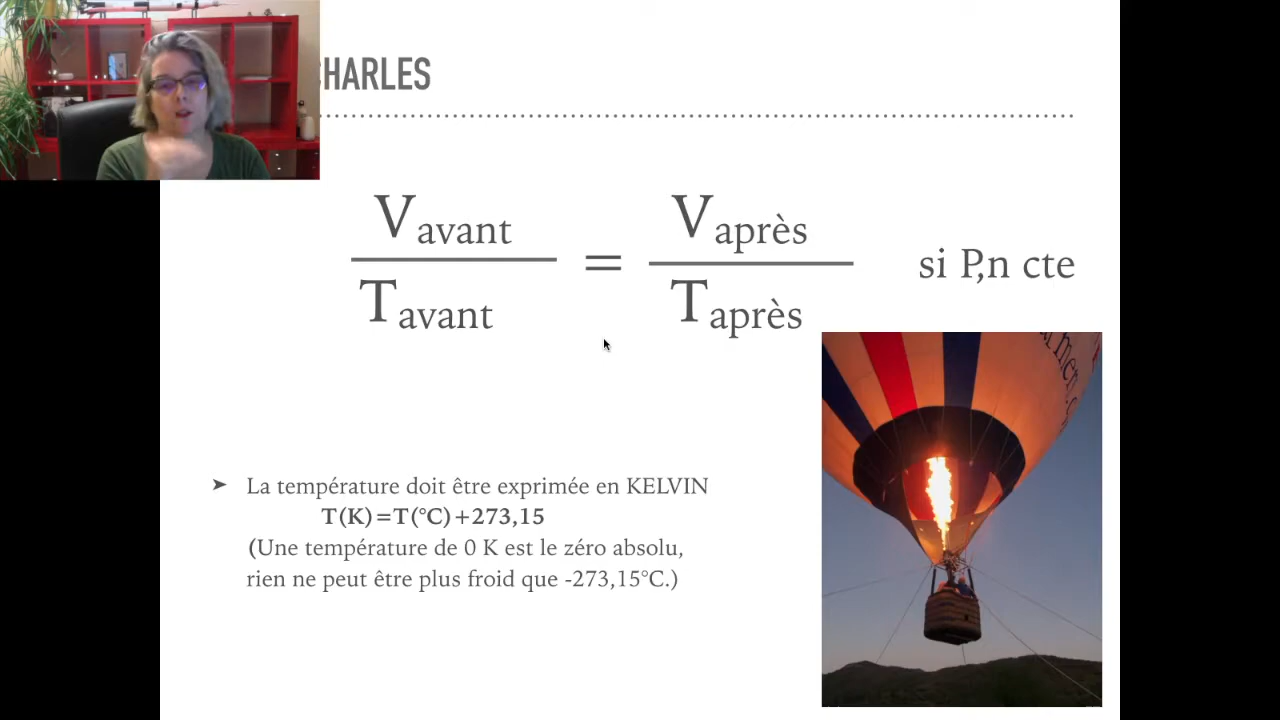 CHARLES
Vavant
Tavant
=
Vaprès
Taprès
si P,n cte
➤ La température doit être exprimée en KELVIN
T(K)=T(°C)+273,15
(Une température de 0 K est le zéro absolu,
rien ne peut être plus froid que -273,15°C.)